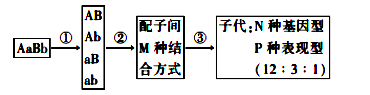 AaBb
①
AB
Ab
aB
ab
②
配子间
M 种结
合方式
③
子代:N 种基因型
P 种表现型
(12∶3∶1)